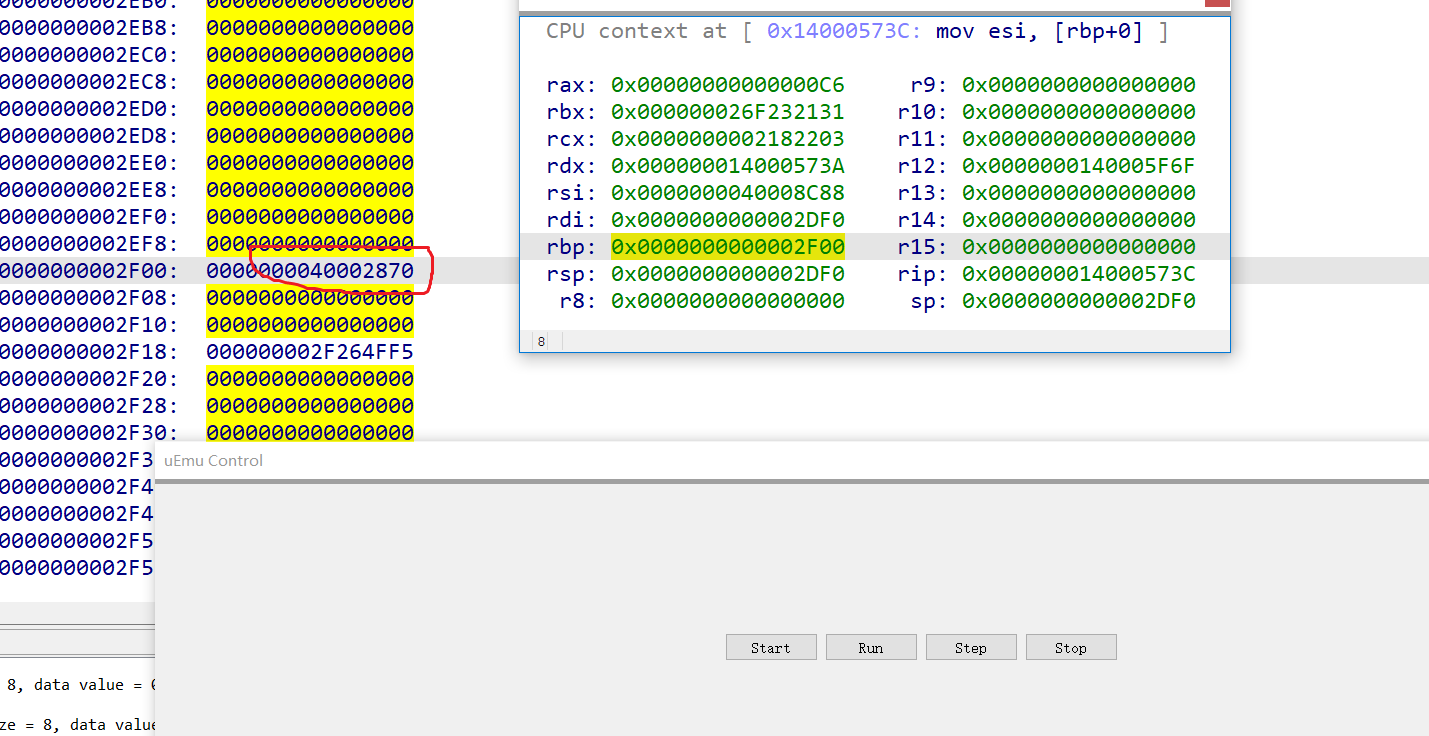 0000000002EB0: 0000000000000000
0000000002EB8: 0000000000000000
0000000002EC0: 0000000000000000
0000000002EC8: 0000000000000000
0000000002ED0: 0000000000000000
0000000002ED8: 0000000000000000
0000000002EE0: 0000000000000000
0000000002EE8: 0000000000000000
0000000002EF0: 0000000000000000
0000000002EF8: 0000000000000000
0000000002F00: 0000000040002870
0000000002F08: 0000000000000000
0000000002F10: 0000000000000000
0000000002F18: 000000002F264FF5
0000000002F20: 0000000000000000
0000000002F28: 0000000000000000
0000000002F30: 0000000000000000
0000000002F3
0000000002F4
0000000002F4
0000000002F5
0000000002F5
CPU context at [ 0x14000573C: mov esi, [rbp+0] ]
rax: 0x00000000000000C6 r9: 0x0000000000000000
rbx: 0x000000026F232131 r10: 0x0000000000000000
rcx: 0x0000000002182203 r11: 0x0000000000000000
rdx: 0x000000014000573A r12: 0x0000000140005F6F
rsi: 0x0000000040008C88 r13: 0x0000000000000000
rdi: 0x0000000000002DF0 r14: 0x0000000000000000
rbp: 0x0000000000002F00 r15: 0x0000000000000000
rsp: 0x0000000000002DF0 rip: 0x000000014000573C
r8: 0x0000000000000000 sp: 0x0000000000002DF0
8
uEmu Control
Start Run Step Stop
8, data value =
ze = 8, data value